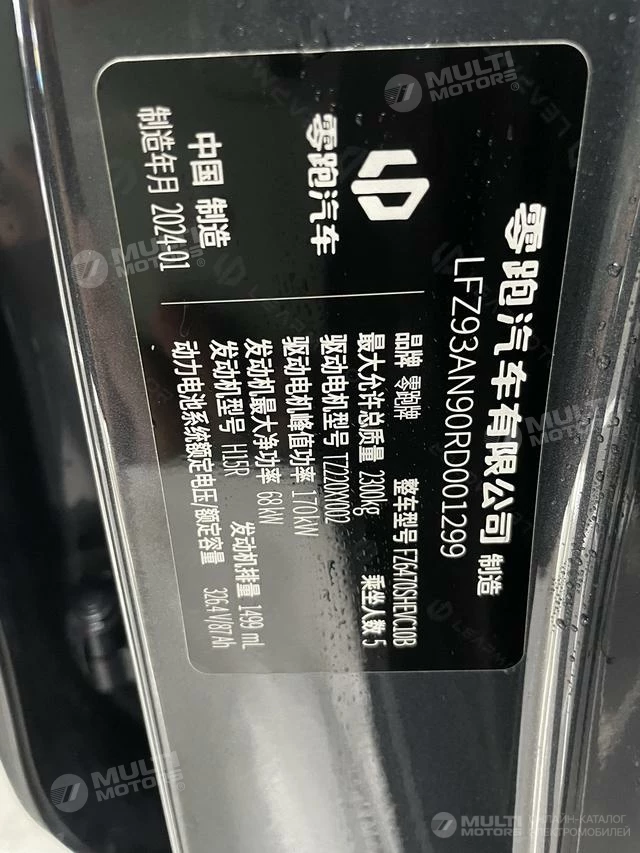 零跑汽车有限公司 制造
LFZ93AN90RD001299
零跑汽车
中国 制造
制造年月 2024-01
品牌 零跑牌 整车型号 FZ6470SHEVC10B
最大允许总质量 2300kg 乘坐人数 5
驱动电机型号 TZ220X002
驱动电机峰值功率 170kW
发动机最大净功率 68kW 发动机排量 1499 mL
发动机型号 H15R
动力电池系统额定电压/额定容量 326.4V/87Ah
MULTI
MOTORS®
MULTI
MOTORS®
MULTI
MOTORS®
MULTI
MOTORS
ОНЛАЙН-КАТАЛОГ
ЭЛЕКТРОМОБИЛЕЙ